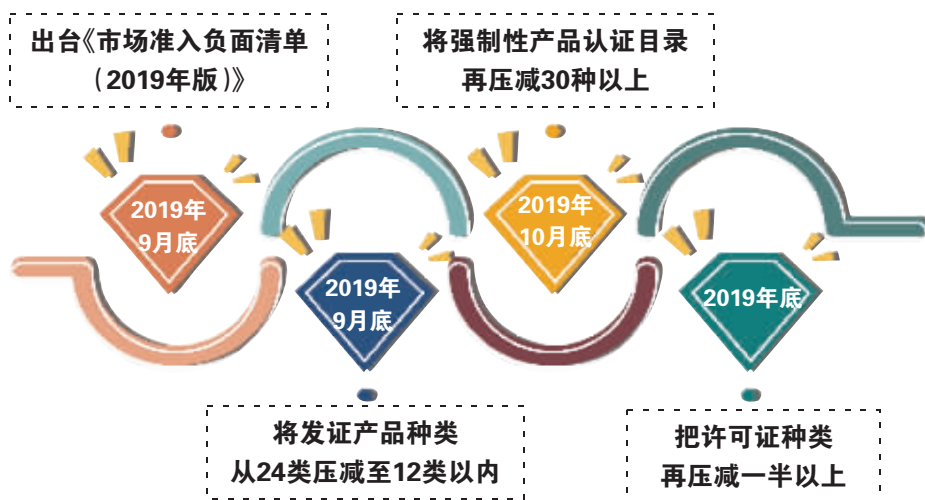 出台《市场准入负面清单
(2019年版)》
将强制性产品认证目录
再压减30种以上
2019年
9月底
2019年
10月底
2019年
9月底
2019年底
将发证产品种类
从24类压减至12类以内
把许可证种类
再压减一半以上